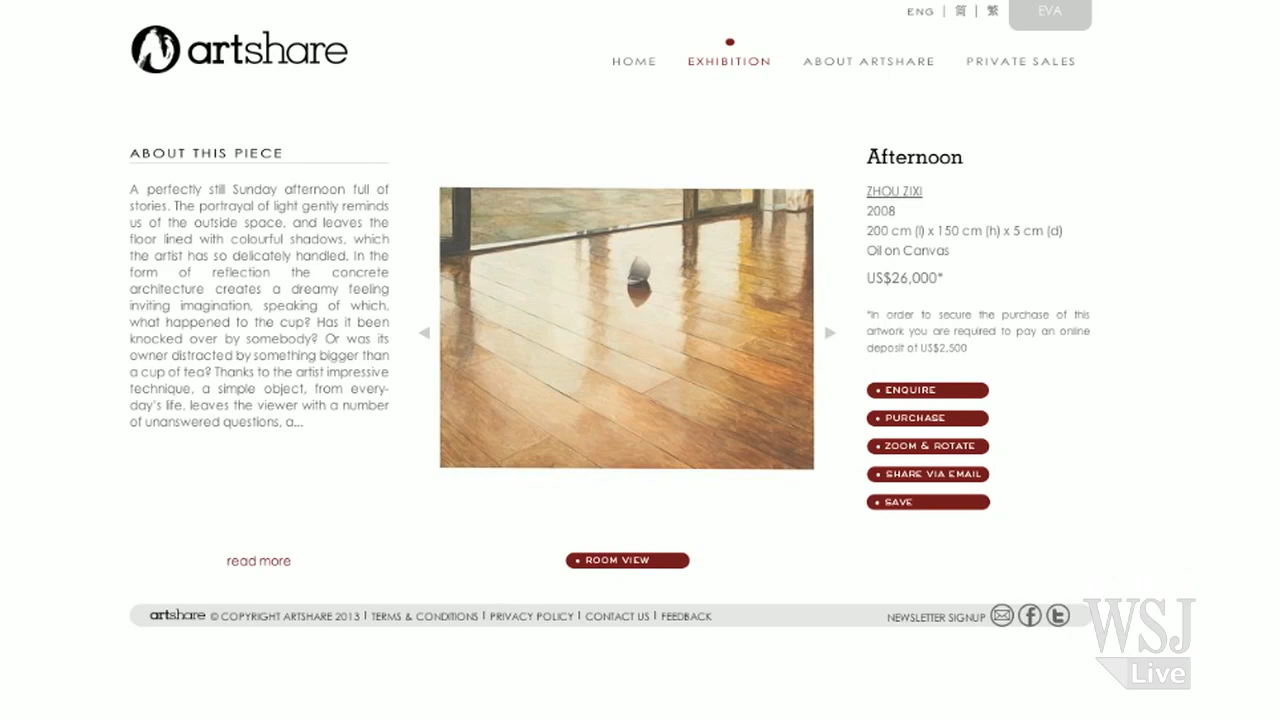 ENG | 简 | 繁
EVA
artshare
HOME
EXHIBITION
ABOUT ARTSHARE
PRIVATE SALES
ABOUT THIS PIECE
A perfectly still Sunday afternoon full of
stories. The portrayal of light gently reminds
us of the outside space, and leaves the
floor lined with colourful shadows, which
the artist has so delicately handled. In the
form of reflection the concrete
architecture creates a dreamy feeling
inviting imagination, speaking of which,
what happened to the cup? Has it been
knocked over by somebody? Or was its
owner distracted by something bigger than
a cup of tea? Thanks to the artist impressive
technique, a simple object, from every-
day's life, leaves the viewer with a number
of unanswered questions, a...
read more
• ROOM VIEW
Afternoon
ZHOU ZIXI
2008
200 cm (l) x 150 cm (h) x 5 cm (d)
Oil on Canvas
US$26,000*
*In order to secure the purchase of this
artwork you are required to pay an online
deposit of US$2,500
• ENQUIRE
• PURCHASE
• ZOOM & ROTATE
• SHARE VIA EMAIL
• SAVE
artshare © COPYRIGHT ARTSHARE 2013 | TERMS & CONDITIONS | PRIVACY POLICY | CONTACT US | FEEDBACK
NEWSLETTER SIGNUP
WSJ
Live